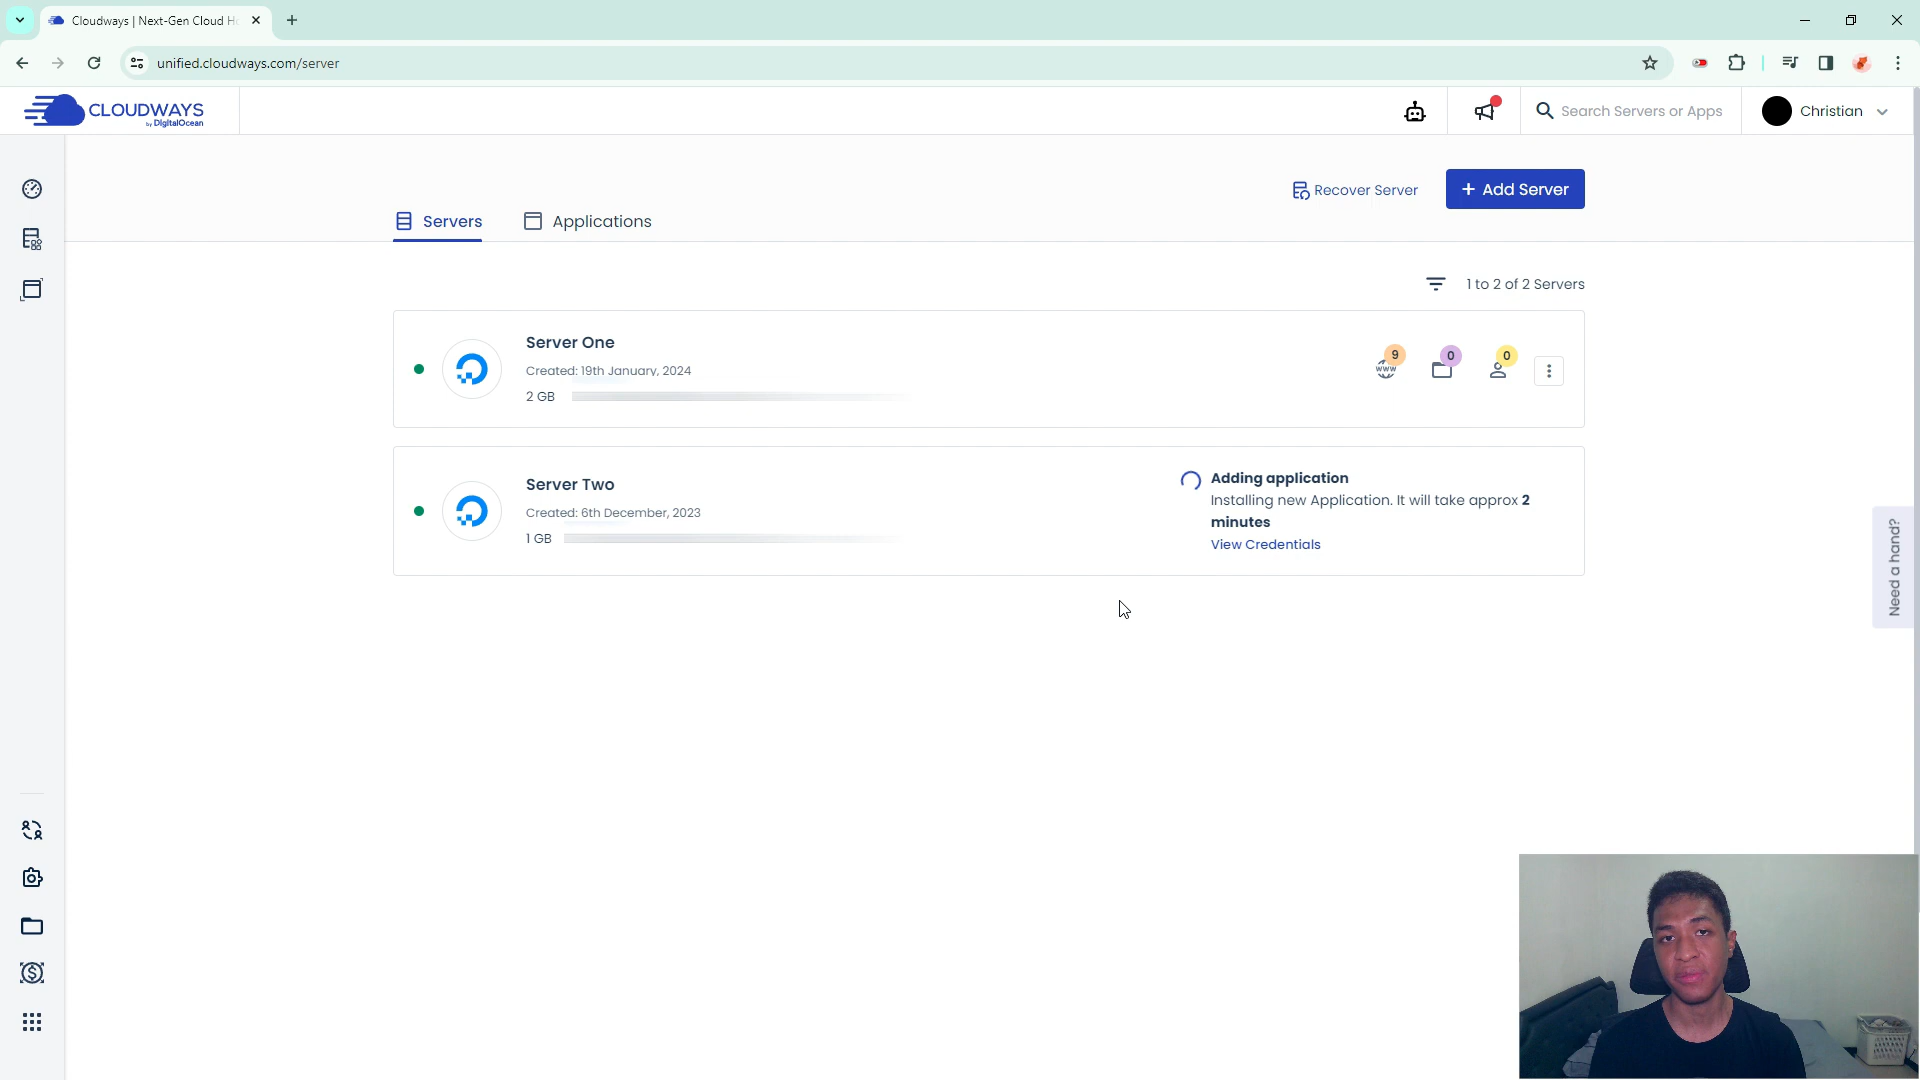 Cloudways | Next-Gen Cloud H
unified.cloudways.com/server
CLOUDWAYS
by DigitalOcean
Search Servers or Apps
Christian
Recover Server
+ Add Server
Servers
Applications
1 to 2 of 2 Servers
Server One
Created: 19th January, 2024
2 GB
www
9
0
0
Server Two
Created: 6th December, 2023
1 GB
Adding application
Installing new Application. It will take approx 2
minutes
View Credentials
Need a hand?